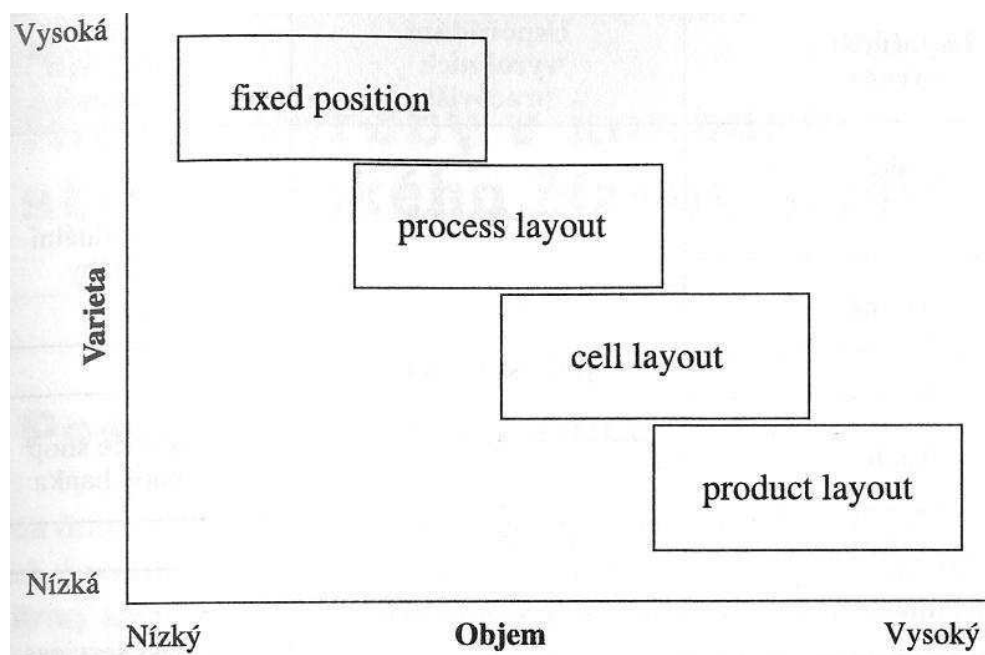 Vysoká
fixed position
process layout
Varieta
cell layout
product layout
Nízká
Nízký
Objem
Vysoký